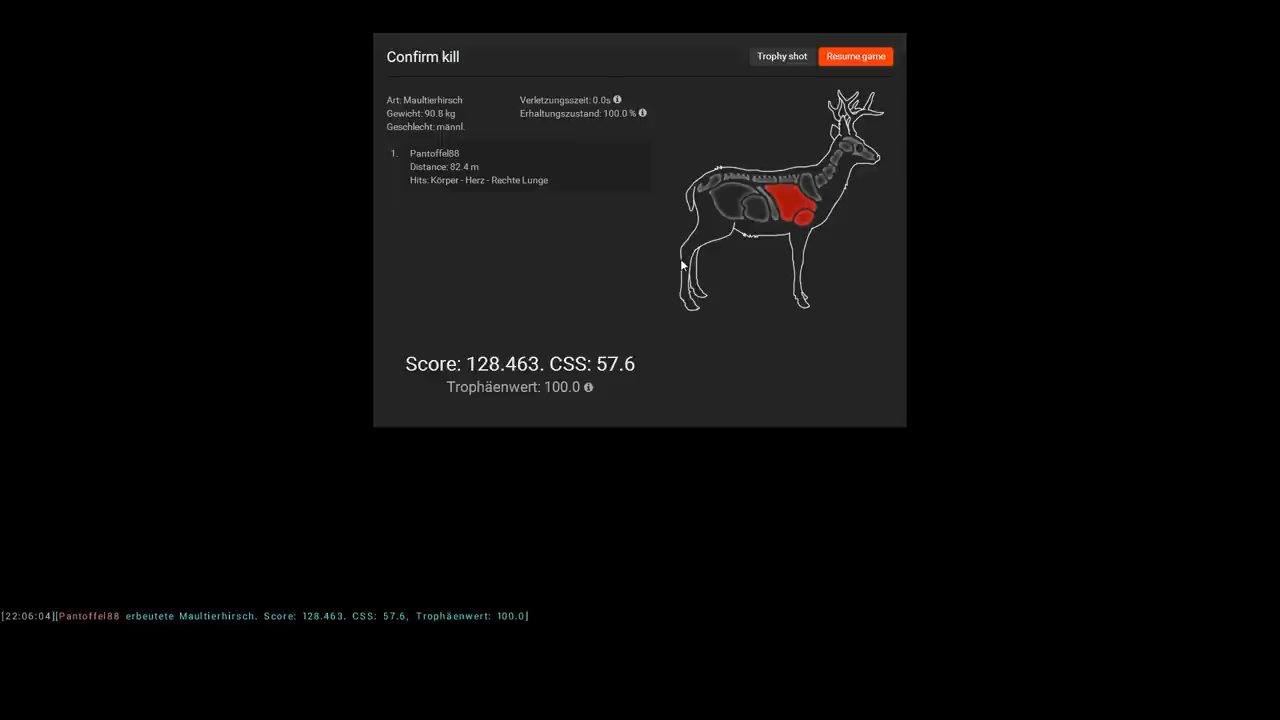 Confirm kill
Trophy shot
Resume game
Art: Maultierhirsch
Gewicht: 90.8 kg
Geschlecht: männl.
Verletzungsszeit: 0.0s
Erhaltungszustand: 100.0 %
1. Pantoffel88
Distance: 82.4 m
Hits: Körper - Herz - Rechte Lunge
Score: 128.463. CSS: 57.6
Trophäenwert: 100.0
[22:06:04][Pantoffel88 erbeutete Maultierhirsch. Score: 128.463. CSS: 57.6, Trophäenwert: 100.0]